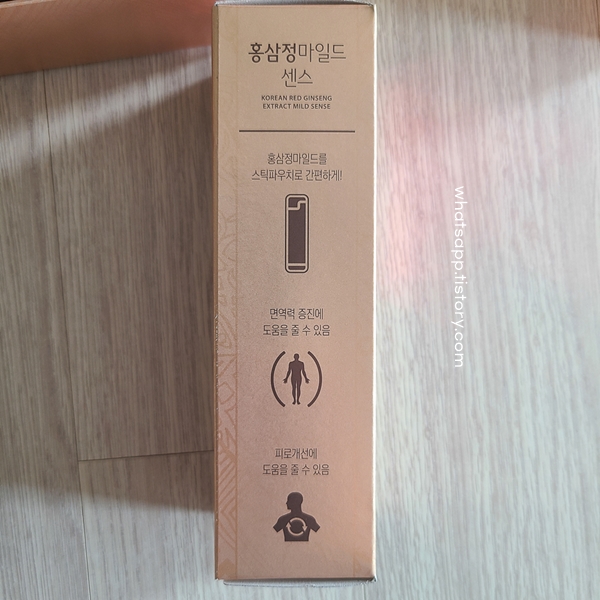 홍삼정마일드
센스
KOREAN RED GINSENG
EXTRACT MILD SENSE
홍삼정마일드를
스틱파우치로 간편하게!
면역력 증진에
도움을 줄 수 있음
피로개선에
도움을 줄 수 있음
whatsapp.tistory.com